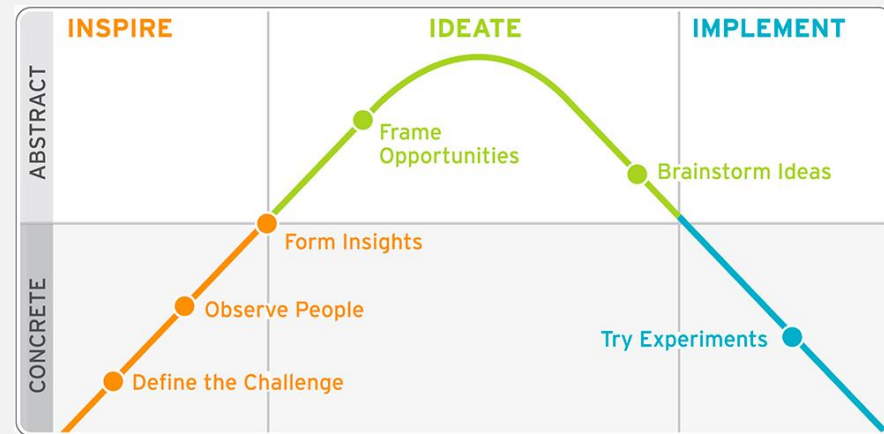 INSPIRE
IDEATE
IMPLEMENT
ABSTRACT
Frame
Opportunities
Brainstorm Ideas
Form Insights
CONCRETE
Observe People
Try Experiments
Define the Challenge